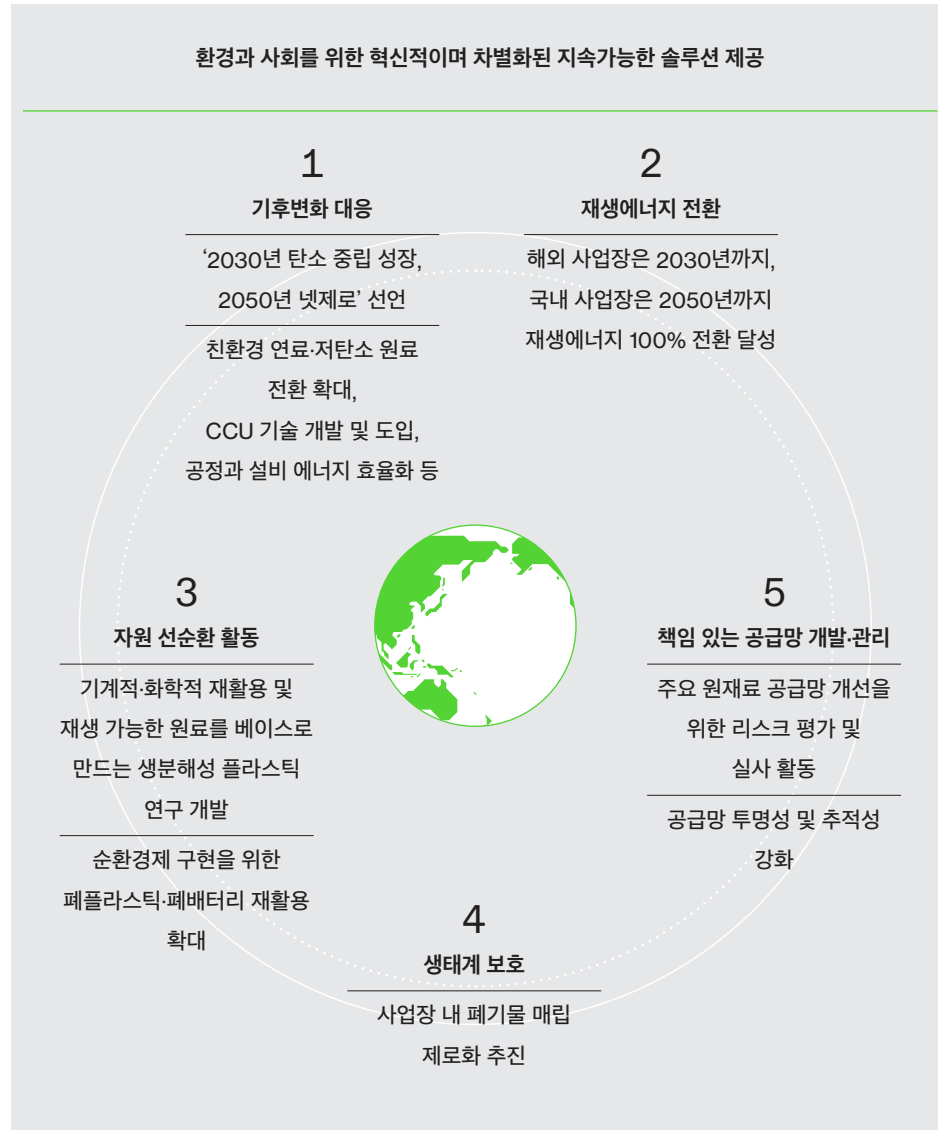 환경과 사회를 위한 혁신적이며 차별화된 지속가능한 솔루션 제공
1
기후변화 대응
‘2030년 탄소 중립 성장,
2050년 넷제로’ 선언
친환경 연료·저탄소 원료
전환 확대,
CCU 기술 개발 및 도입,
공정과 설비 에너지 효율화 등
2
재생에너지 전환
해외 사업장은 2030년까지,
국내 사업장은 2050년까지
재생에너지 100% 전환 달성
3
자원 선순환 활동
기계적·화학적 재활용 및
재생 가능한 원료를 베이스로
만드는 생분해성 플라스틱
연구 개발
순환경제 구현을 위한
폐플라스틱·폐배터리 재활용
확대
4
생태계 보호
사업장 내 폐기물 매립
제로화 추진
5
책임 있는 공급망 개발·관리
주요 원재료 공급망 개선을
위한 리스크 평가 및
실사 활동
공급망 투명성 및 추적성
강화